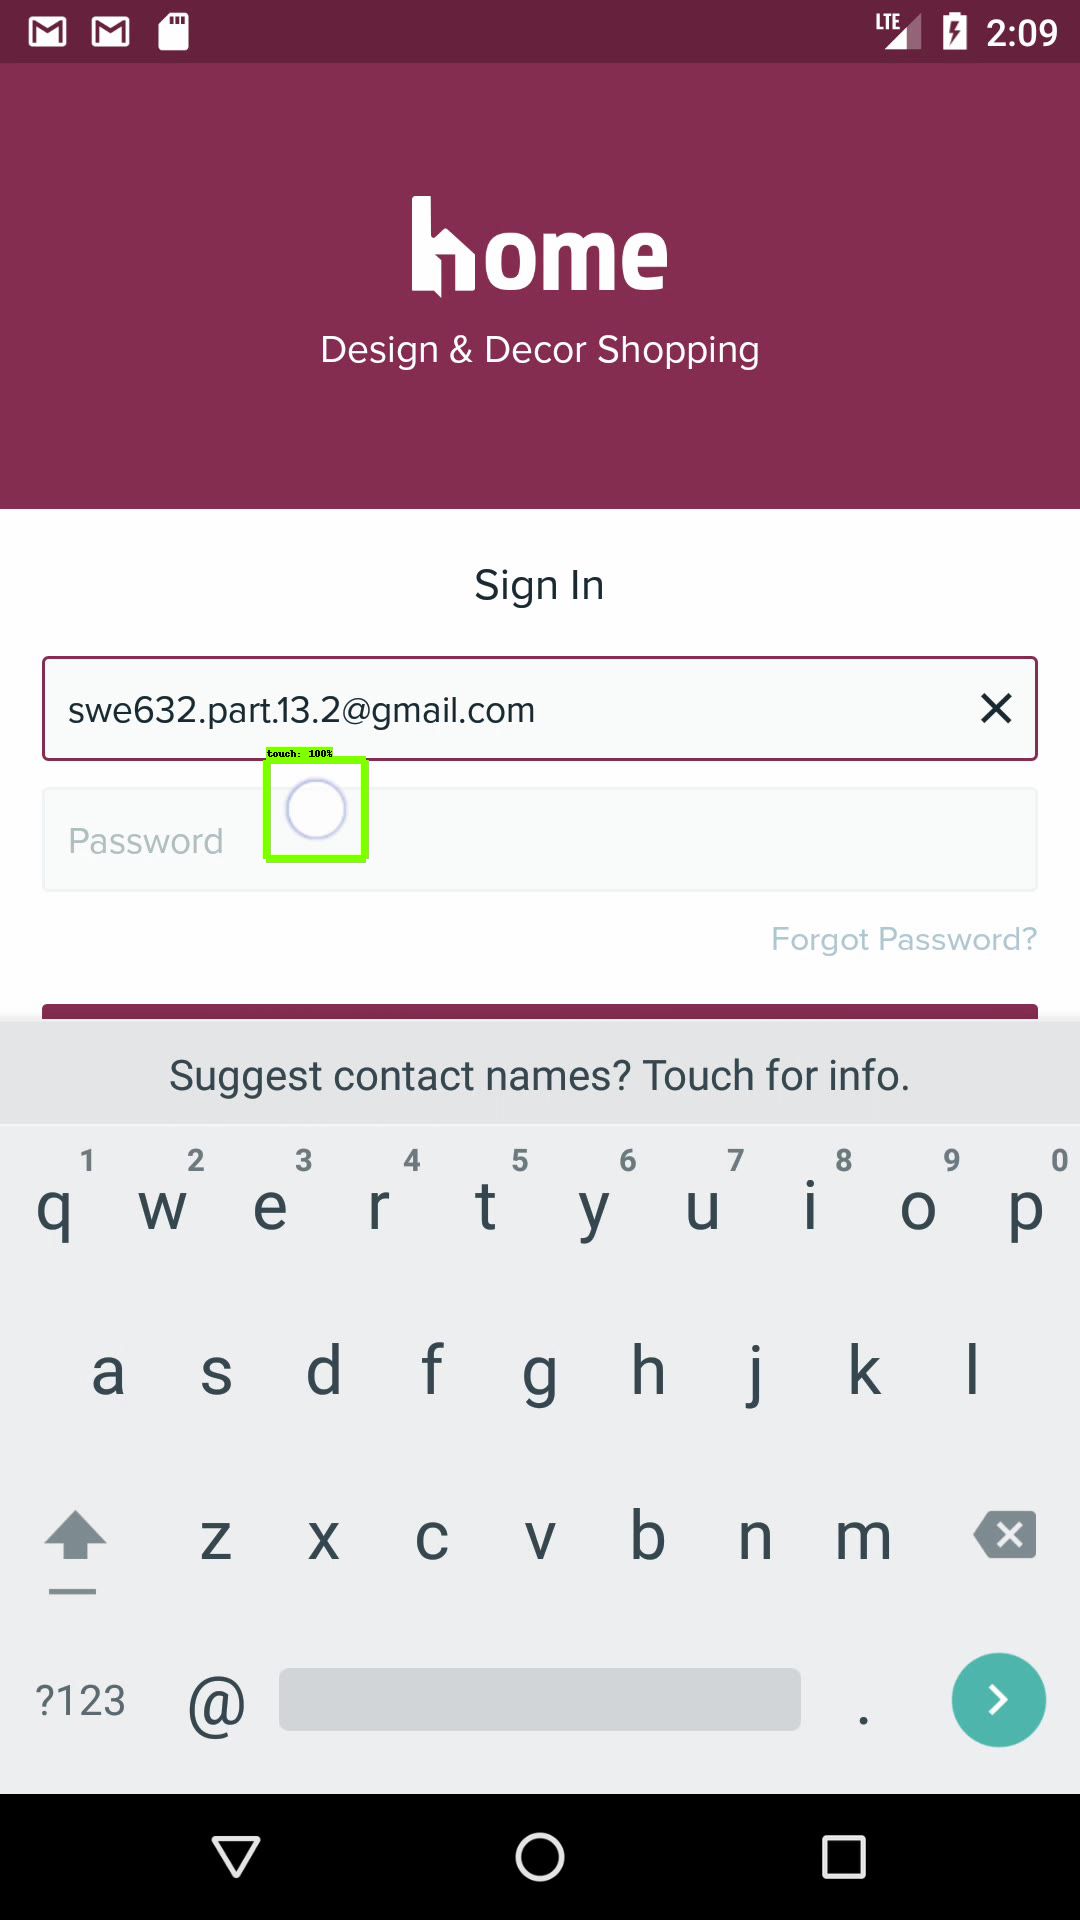 LTE 2:09
home
Design & Decor Shopping
Sign In
swe632.part.13.2@gmail.com
touch: 100%
Password
Forgot Password?
Suggest contact names? Touch for info.
1 2 3 4 5 6 7 8 9 0
q w e r t y u i o p
a s d f g h j k l
z x c v b n m
?123 @ .